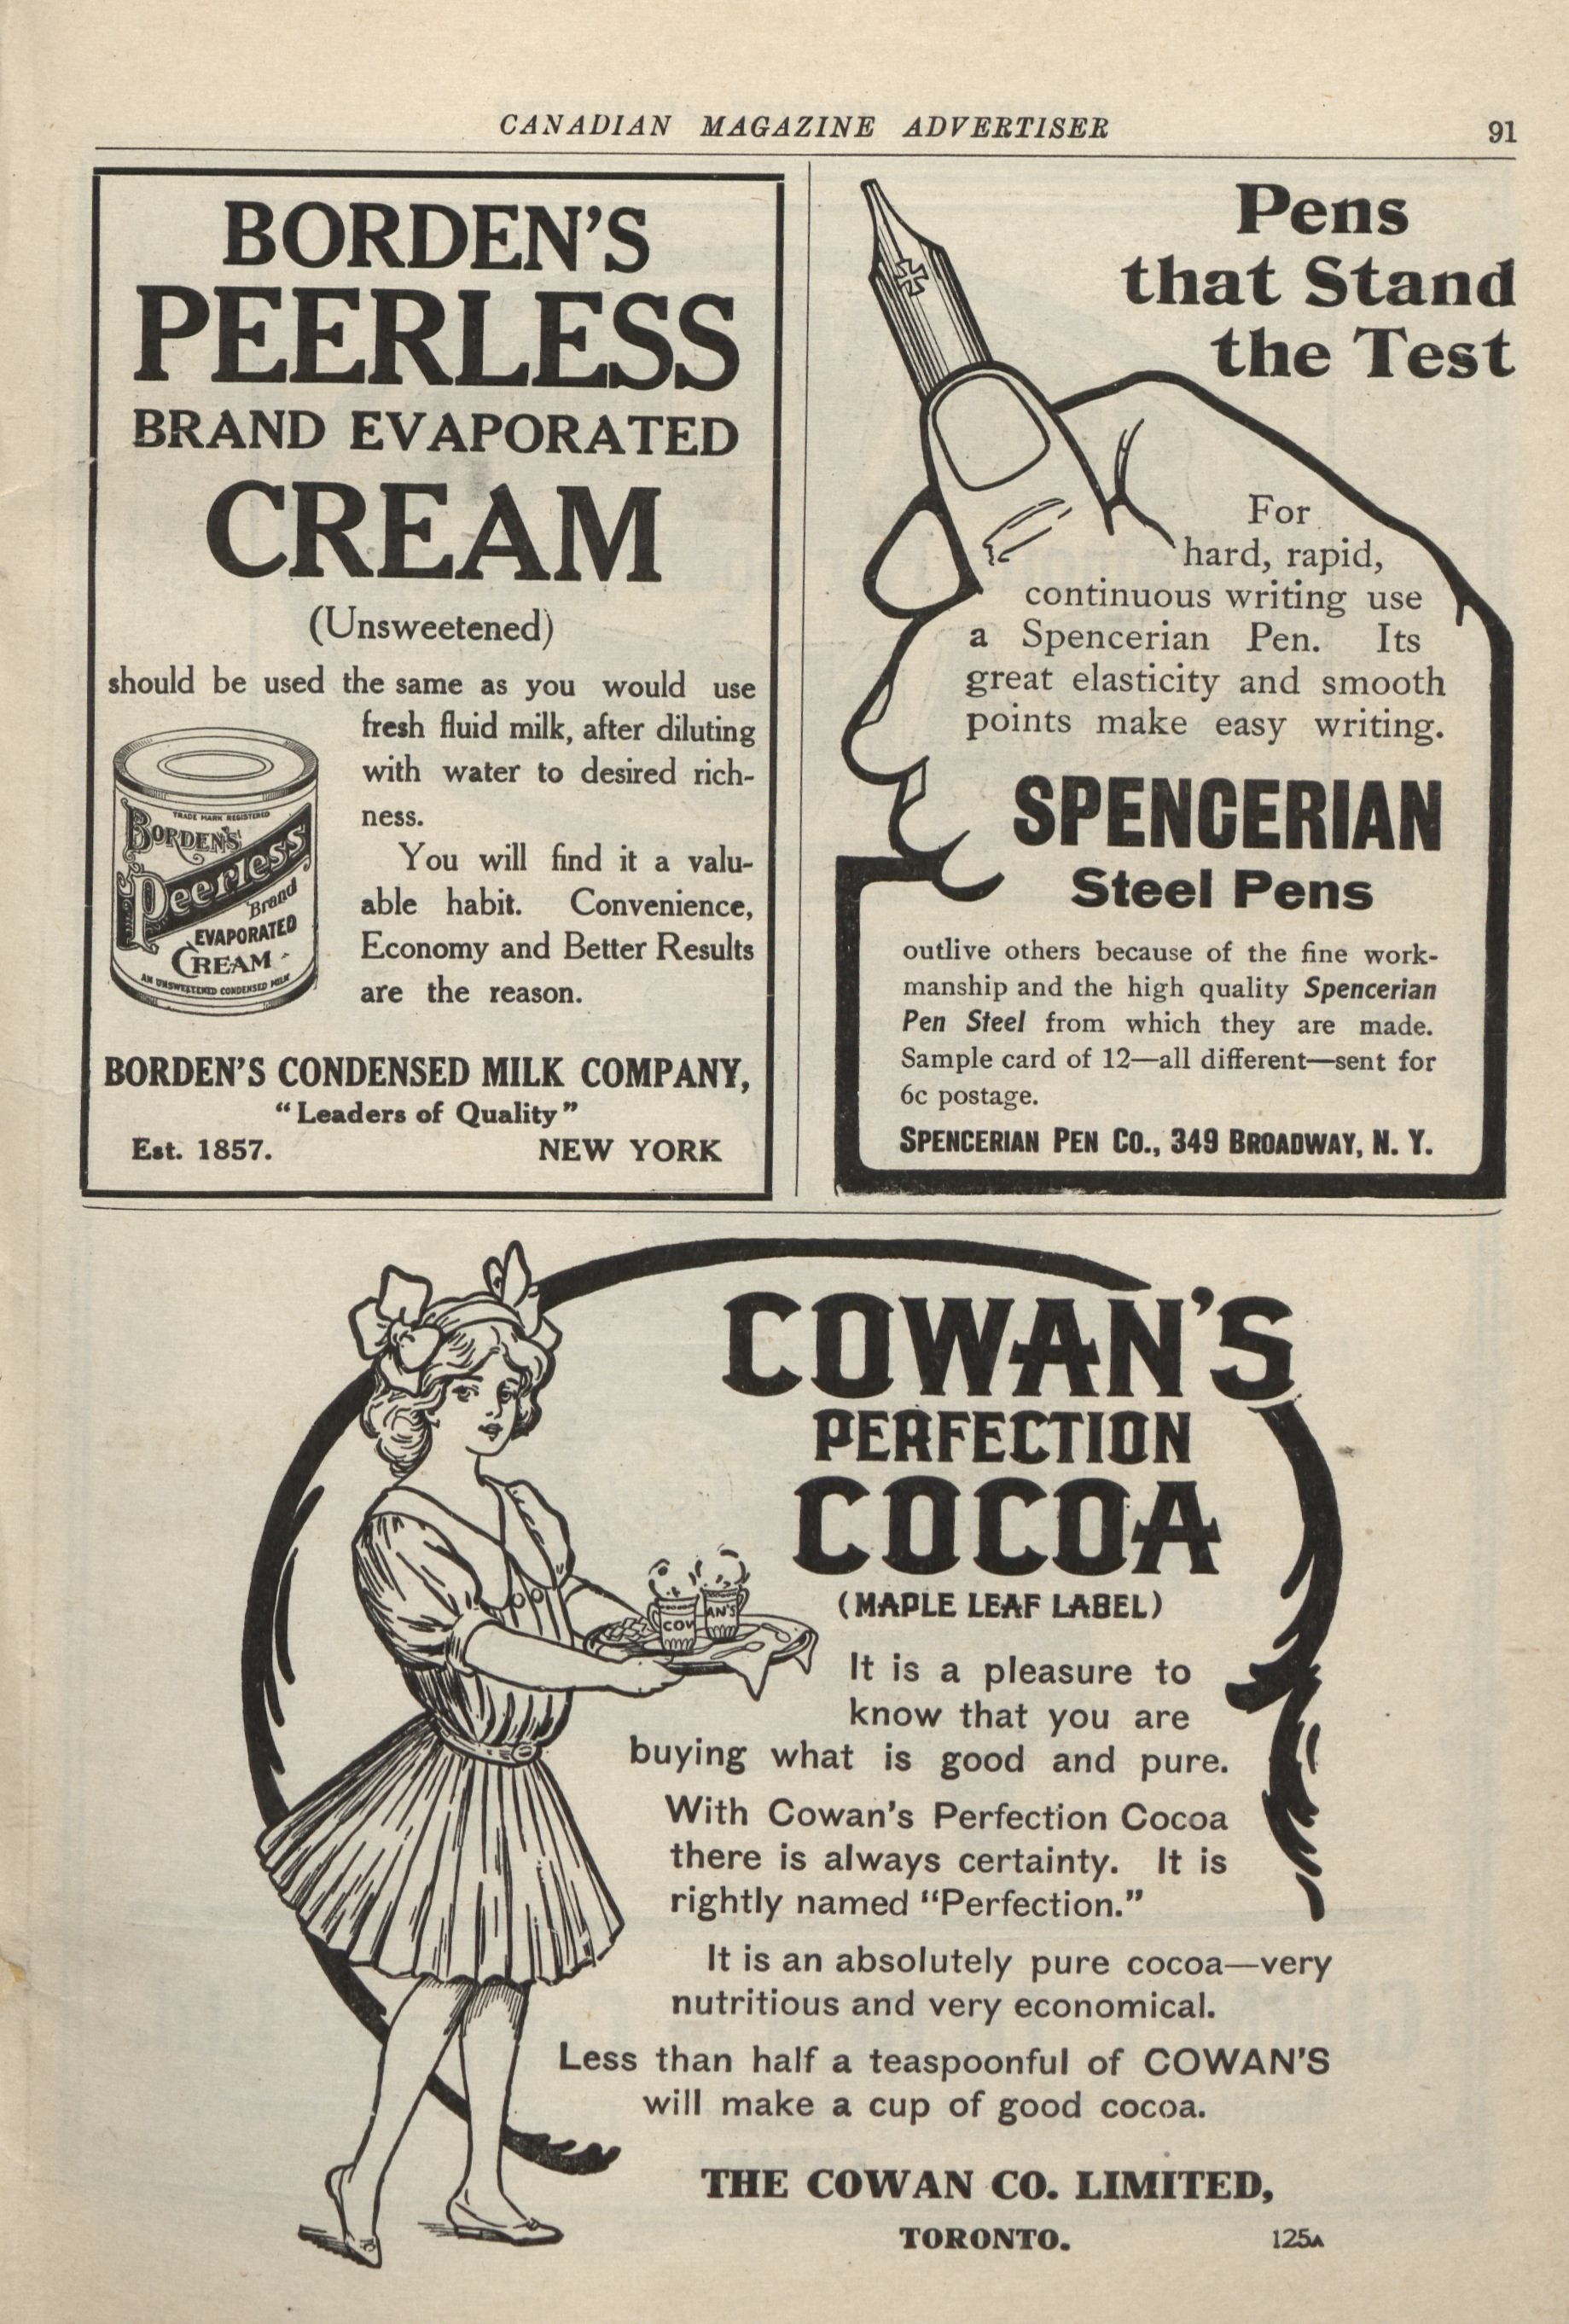 CANADIAN MAGAZINE ADVERTISER
91
BORDEN'S
PEERLESS
BRAND EVAPORATED
CREAM
(Unsweetened)
should be used the same as you would use
fresh fluid milk, after diluting
with water to desired rich-
ness.
You will find it a valu-
able habit. Convenience,
Economy and Better Results
are the reason.
TRADE MARK REGISTERED
BORDEN'S
Peerless
Brand
EVAPORATED
CREAM
AN UNSWEETENED CONDENSED MILK
BORDEN'S CONDENSED MILK COMPANY,
"Leaders of Quality"
Est. 1857. NEW YORK
Pens
that Stand
the Test
For
hard, rapid,
continuous writing use
a Spencerian Pen. Its
great elasticity and smooth
points make easy writing.
SPENCERIAN
Steel Pens
outlive others because of the fine work-
manship and the high quality Spencerian
Pen Steel from which they are made.
Sample card of 12—all different—sent for
6c postage.
SPENCERIAN PEN CO., 349 BROADWAY, N. Y.
COWAN'S
PERFECTION
COCOA
(MAPLE LEAF LABEL)
COW
AN'S
It is a pleasure to
know that you are
buying what is good and pure.
With Cowan's Perfection Cocoa
there is always certainty. It is
rightly named "Perfection."
It is an absolutely pure cocoa—very
nutritious and very economical.
Less than half a teaspoonful of COWAN'S
will make a cup of good cocoa.
THE COWAN CO. LIMITED,
TORONTO.
125A